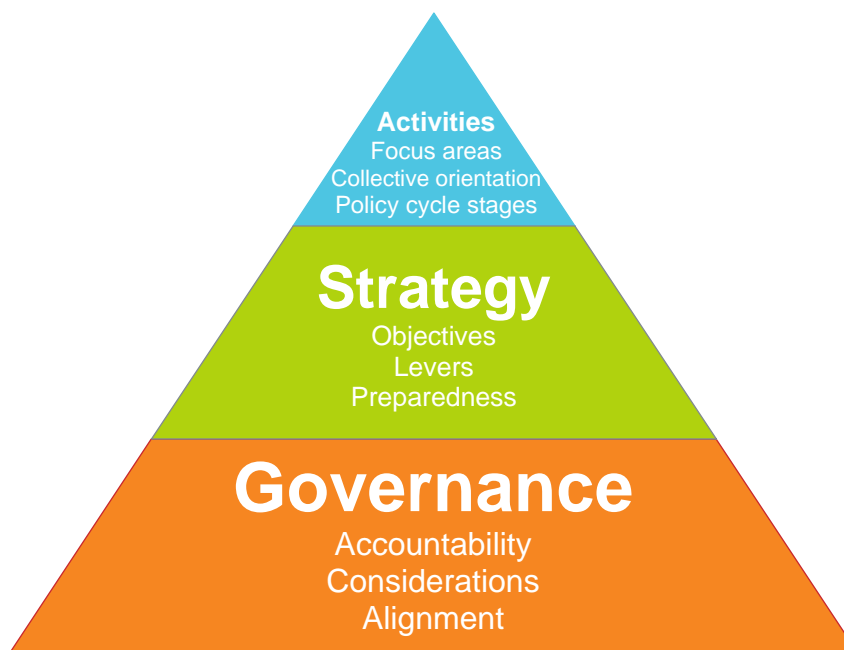 Activities
Focus areas
Collective orientation
Policy cycle stages
Strategy
Objectives
Levers
Preparedness
Governance
Accountability
Considerations
Alignment